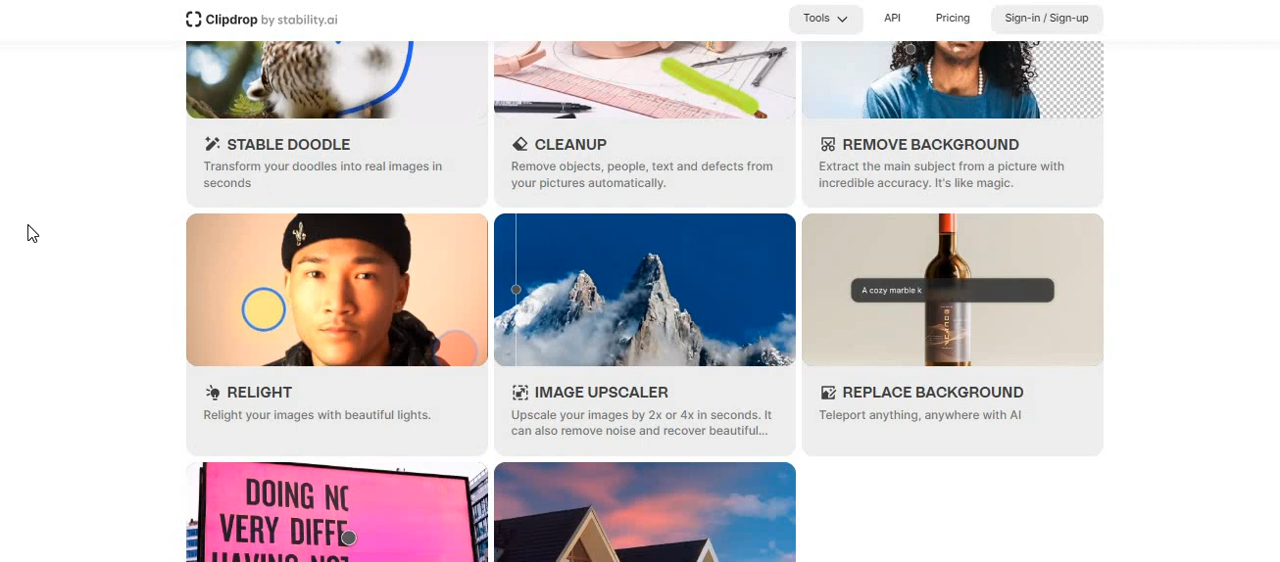 Clipdrop by stability.ai
Tools
API
Pricing
Sign-in / Sign-up
STABLE DOODLE
Transform your doodles into real images in
seconds
CLEANUP
Remove objects, people, text and defects from
your pictures automatically.
REMOVE BACKGROUND
Extract the main subject from a picture with
incredible accuracy. It's like magic.
A cozy marble k
RELIGHT
Relight your images with beautiful lights.
IMAGE UPSCALER
Upscale your images by 2x or 4x in seconds. It
can also remove noise and recover beautiful...
REPLACE BACKGROUND
Teleport anything, anywhere with AI
DOING NO
VERY DIFFE
HAVING NOT